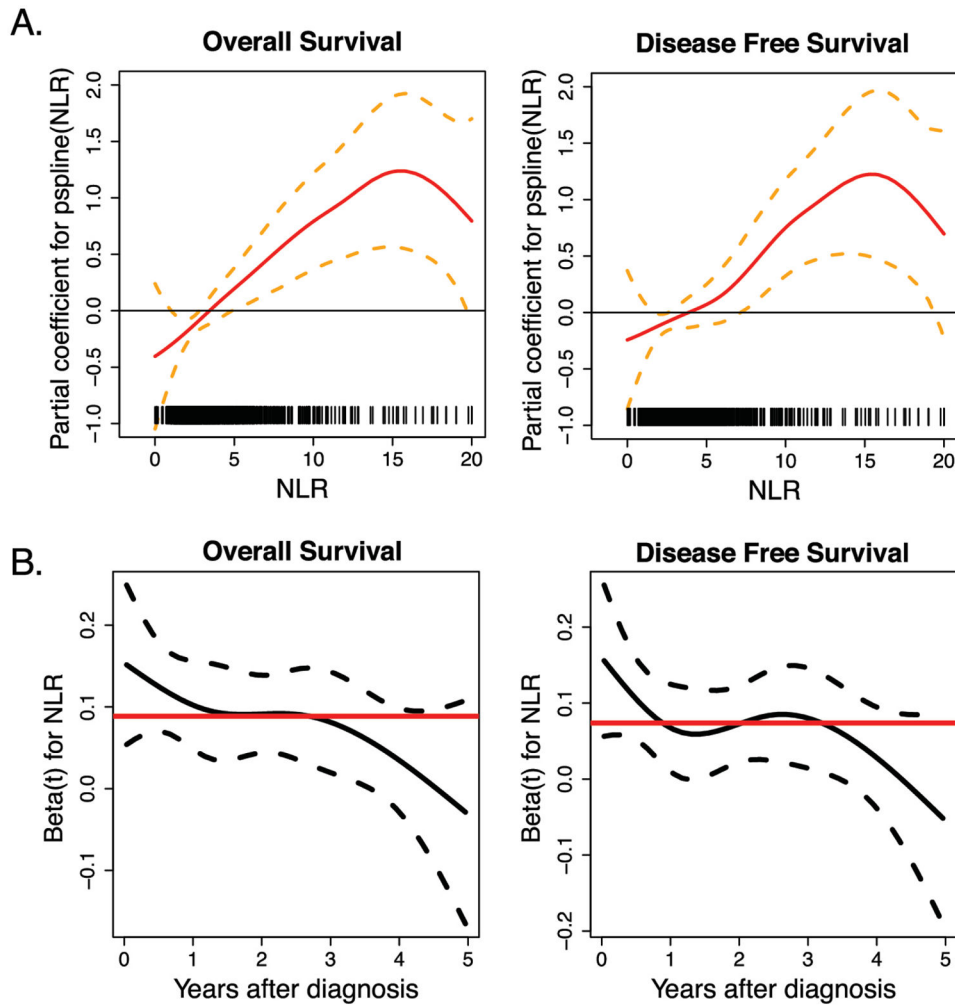 A.
Overall Survival
Partial coefficient for pspline(NLR)
2.0
1.5
1.0
0.5
0.0
−0.5
−1.0
0 5 10 15 20
NLR
Disease Free Survival
Partial coefficient for pspline(NLR)
2.0
1.5
1.0
0.5
0.0
−0.5
−1.0
0 5 10 15 20
NLR
B.
Overall Survival
Beta(t) for NLR
0.2
0.1
0.0
−0.1
0 1 2 3 4 5
Years after diagnosis
Disease Free Survival
Beta(t) for NLR
0.2
0.1
0.0
−0.1
−0.2
0 1 2 3 4 5
Years after diagnosis